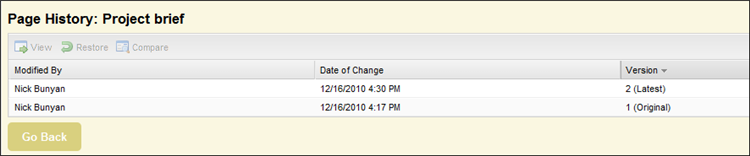 Page History: Project brief
View Restore Compare
Modified By Date of Change Version
Nick Bunyan 12/16/2010 4:30 PM 2 (Latest)
Nick Bunyan 12/16/2010 4:17 PM 1 (Original)
Go Back